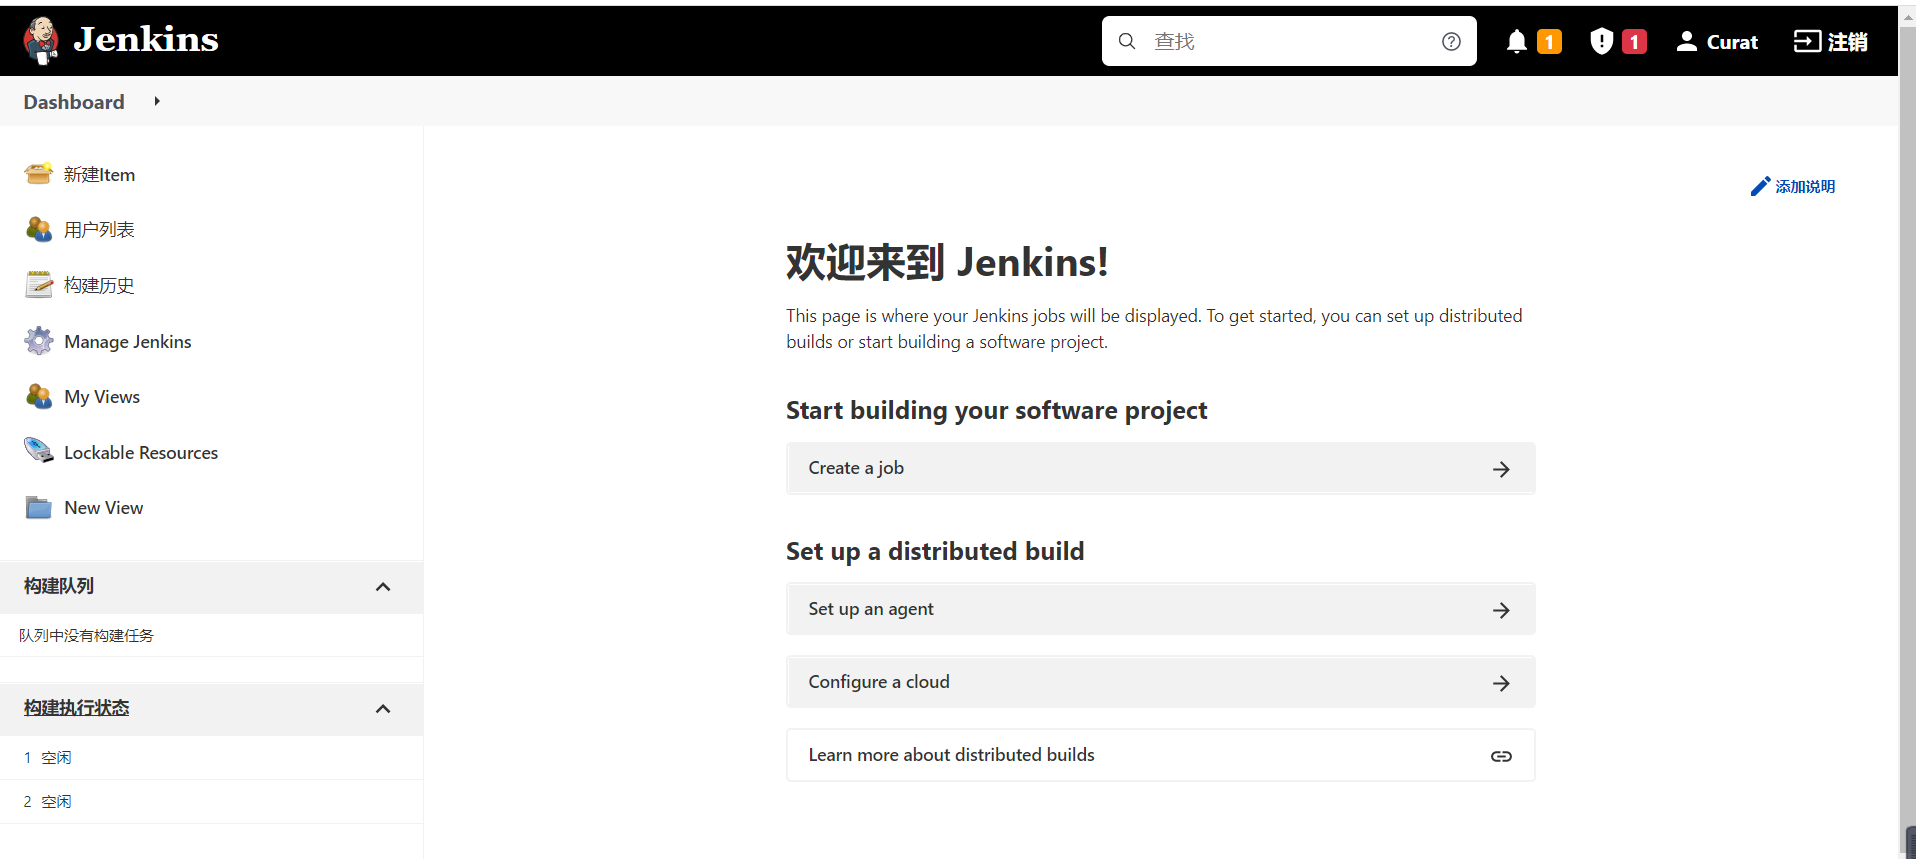 Jenkins
查找
1
1
Curat
注销
Dashboard
新建Item
用户列表
构建历史
Manage Jenkins
My Views
Lockable Resources
New View
构建队列
队列中没有构建任务
构建执行状态
1 空闲
2 空闲
添加说明
欢迎来到 Jenkins!
This page is where your Jenkins jobs will be displayed. To get started, you can set up distributed
builds or start building a software project.
Start building your software project
Create a job
Set up a distributed build
Set up an agent
Configure a cloud
Learn more about distributed builds